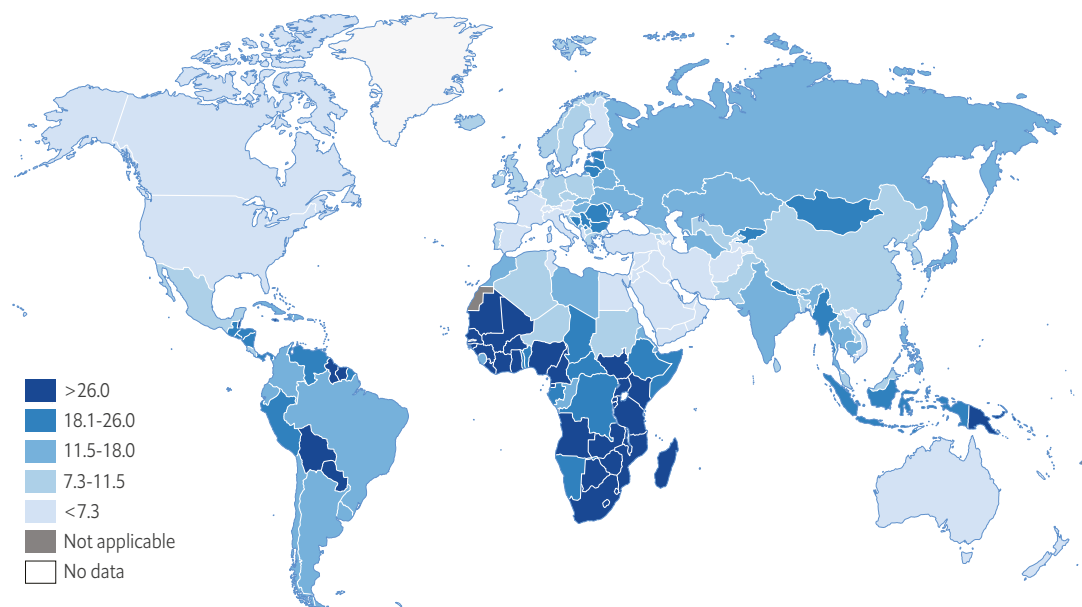 >26.0
18.1-26.0
11.5-18.0
7.3-11.5
<7.3
Not applicable
No data